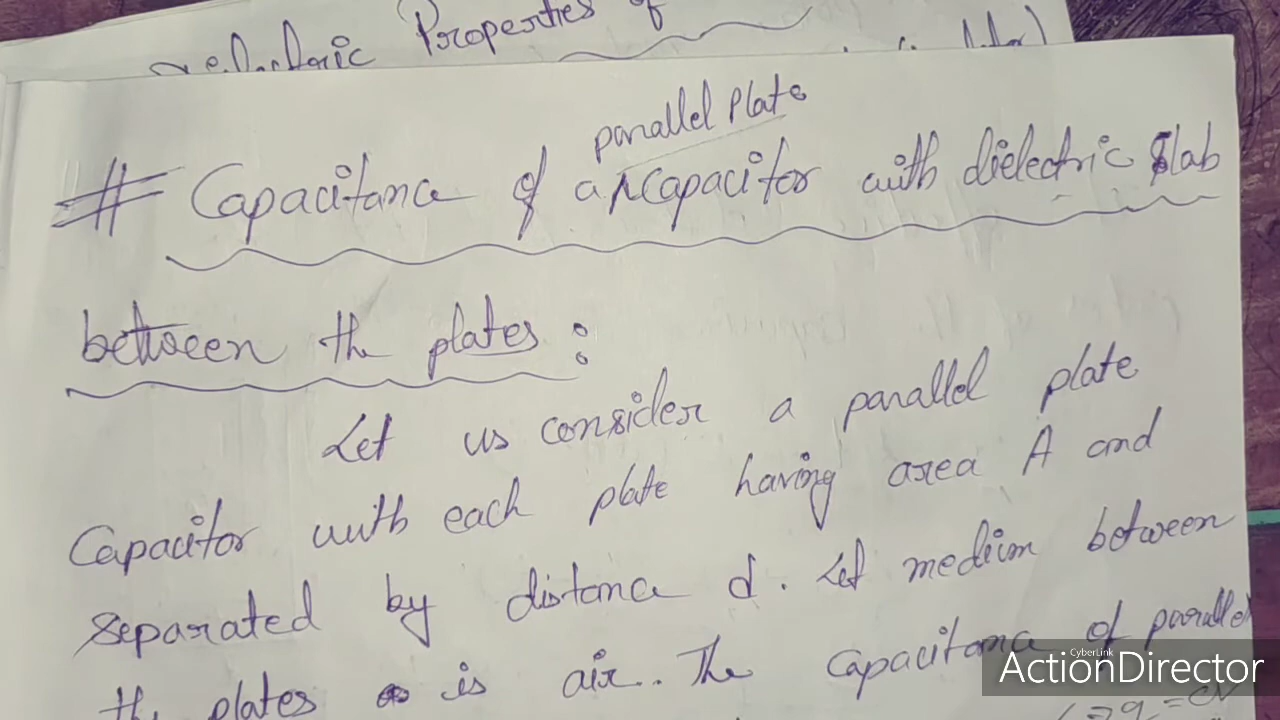 Properties of
parallel plate
# Capacitance of a capacitor with dielectric slab
between the plates :
Let us consider a parallel plate
Capacitor with each plate having area A and
separated by distance d. Let medium between
the plates is air. The capacitance of parallel
CyberLink
ActionDirector